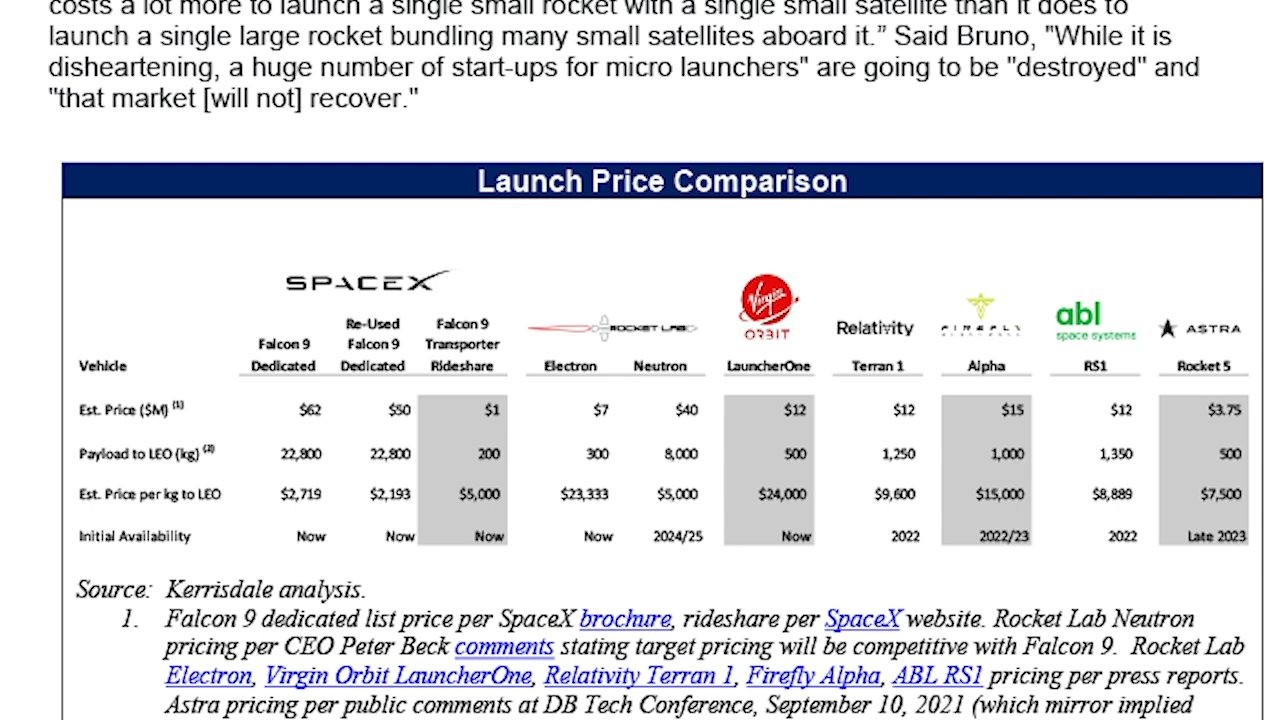 costs a lot more to launch a single small rocket with a single small satellite than it does to
launch a single large rocket bundling many small satellites aboard it.” Said Bruno, "While it is
disheartening, a huge number of start-ups for micro launchers" are going to be "destroyed" and
"that market [will not] recover."
Launch Price Comparison
SPACEX
ROCKET LAB
Virgin
ORBIT
Relativity
FIREFLY
abl
space systems
ASTRA
Vehicle Falcon 9 Dedicated Re-Used Falcon 9 Dedicated Falcon 9 Transporter Rideshare Electron Neutron LauncherOne Terran 1 Alpha RS1 Rocket 5
Est. Price ($M) (1) $62 $50 $1 $7 $40 $12 $12 $15 $12 $3.75
Payload to LEO (kg) (2) 22,800 22,800 200 300 8,000 500 1,250 1,000 1,350 500
Est. Price per kg to LEO $2,719 $2,193 $5,000 $23,333 $5,000 $24,000 $9,600 $15,000 $8,889 $7,500
Initial Availability Now Now Now Now 2024/25 Now 2022 2022/23 2022 Late 2023
Source: Kerrisdale analysis.
1. Falcon 9 dedicated list price per SpaceX brochure, rideshare per SpaceX website. Rocket Lab Neutron
pricing per CEO Peter Beck comments stating target pricing will be competitive with Falcon 9. Rocket Lab
Electron, Virgin Orbit LauncherOne, Relativity Terran 1, Firefly Alpha, ABL RS1 pricing per press reports.
Astra pricing per public comments at DB Tech Conference, September 10, 2021 (which mirror implied